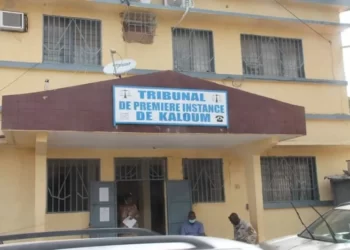 TRIBUNAL
DE PREMIERE INSTANCE
DE KALOUM